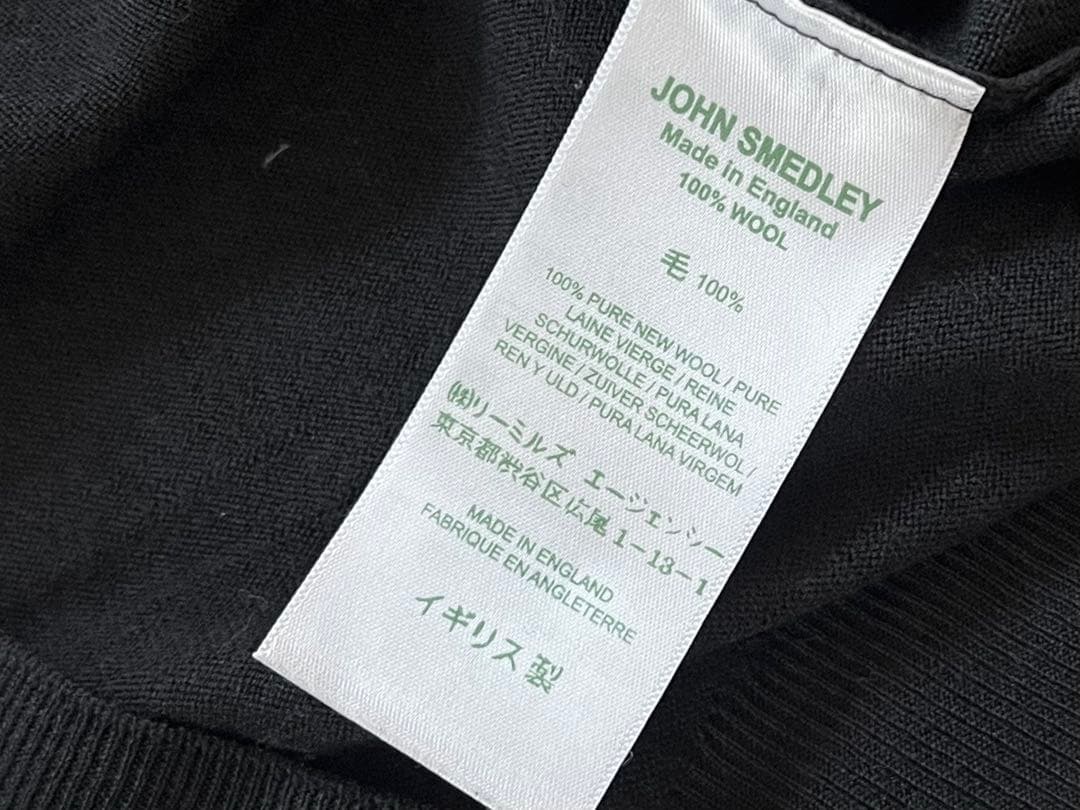 JOHN SMEDLEY
Made in England
100% WOOL
毛 100%
100% PURE NEW WOOL / PURE
LAINE VIERGE / REINE
SCHURWOLLE / PURA LANA
VERGINE / ZUIVER SCHEERWOL /
REN Y ULD / PURA LANA VIRGEM
㈱リーミルズ エージェンシー
東京都渋谷区広尾 1-13-1
MADE IN ENGLAND
FABRIQUE EN ANGLETERRE
イギリス製